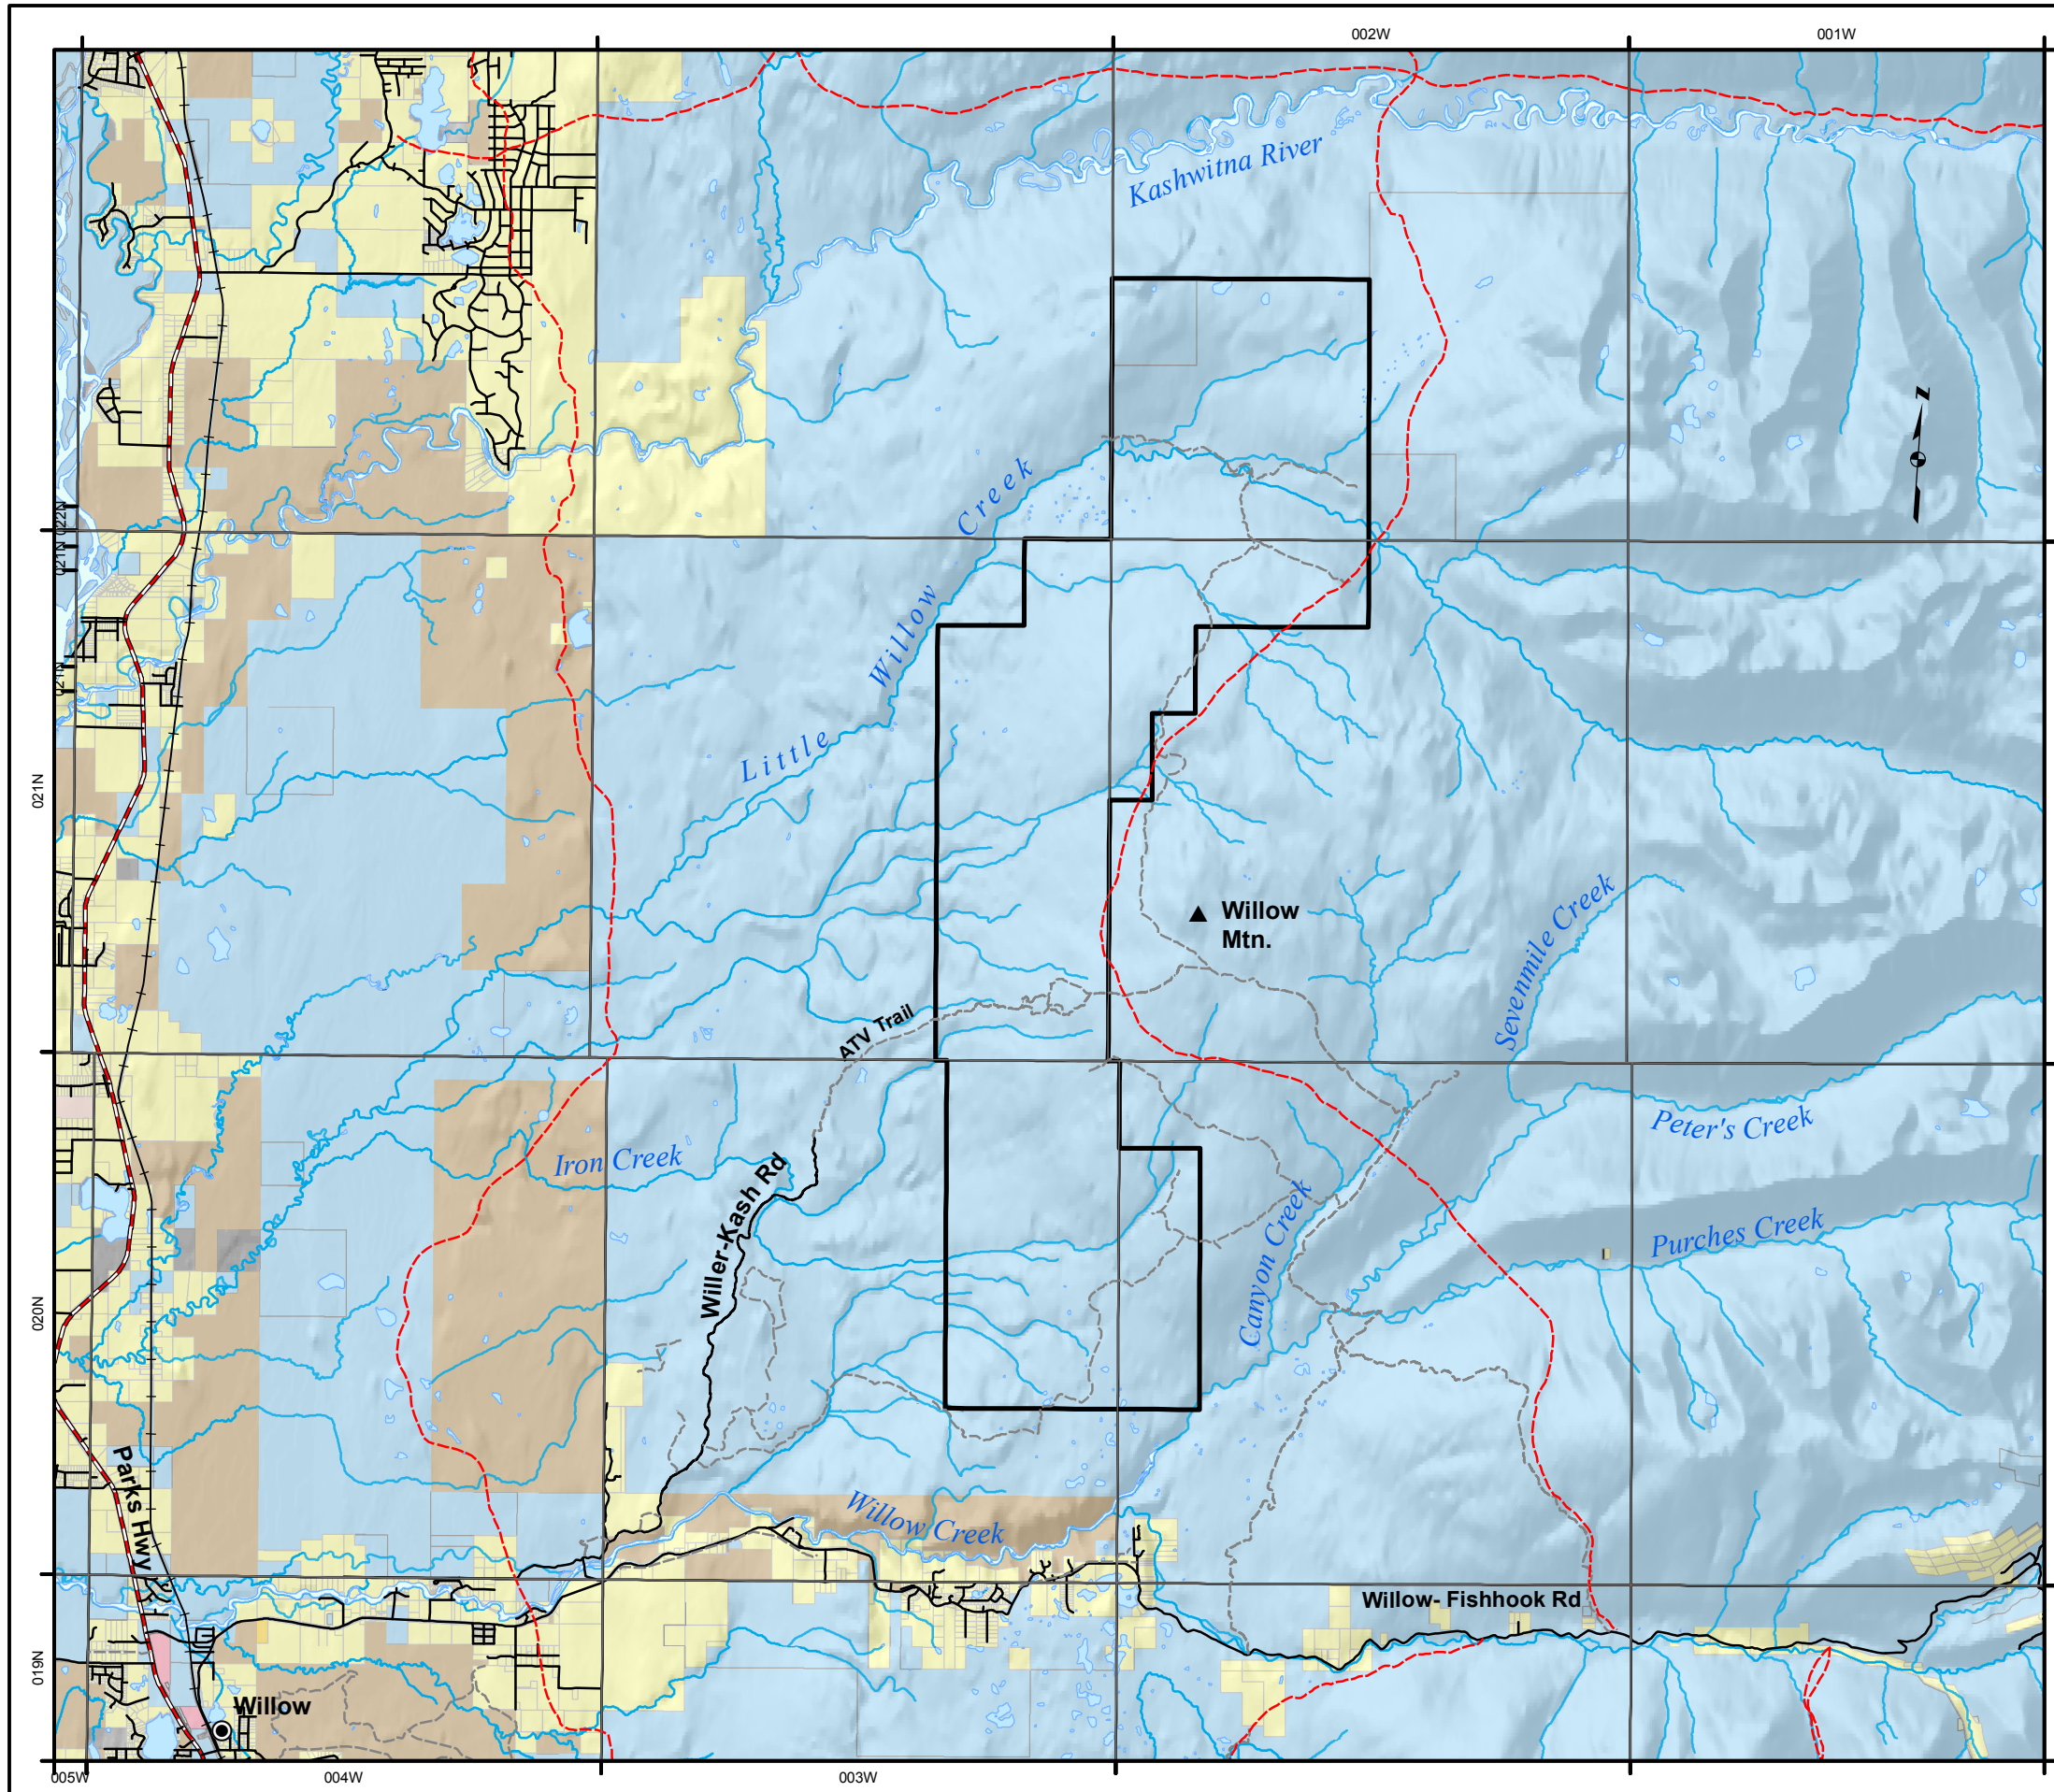 002W
001W
Kashwitna River
022N
021N
021N
Little Willow Creek
021N
Willow
Mtn.
Sevenmile Creek
ATV Trail
Peter's Creek
Iron Creek
Willer-Kash Rd
Canyon Creek
Purches Creek
020N
Parks Hwy
Willow Creek
Willow- Fishhook Rd
019N
Willow
005W
004W
003W
N